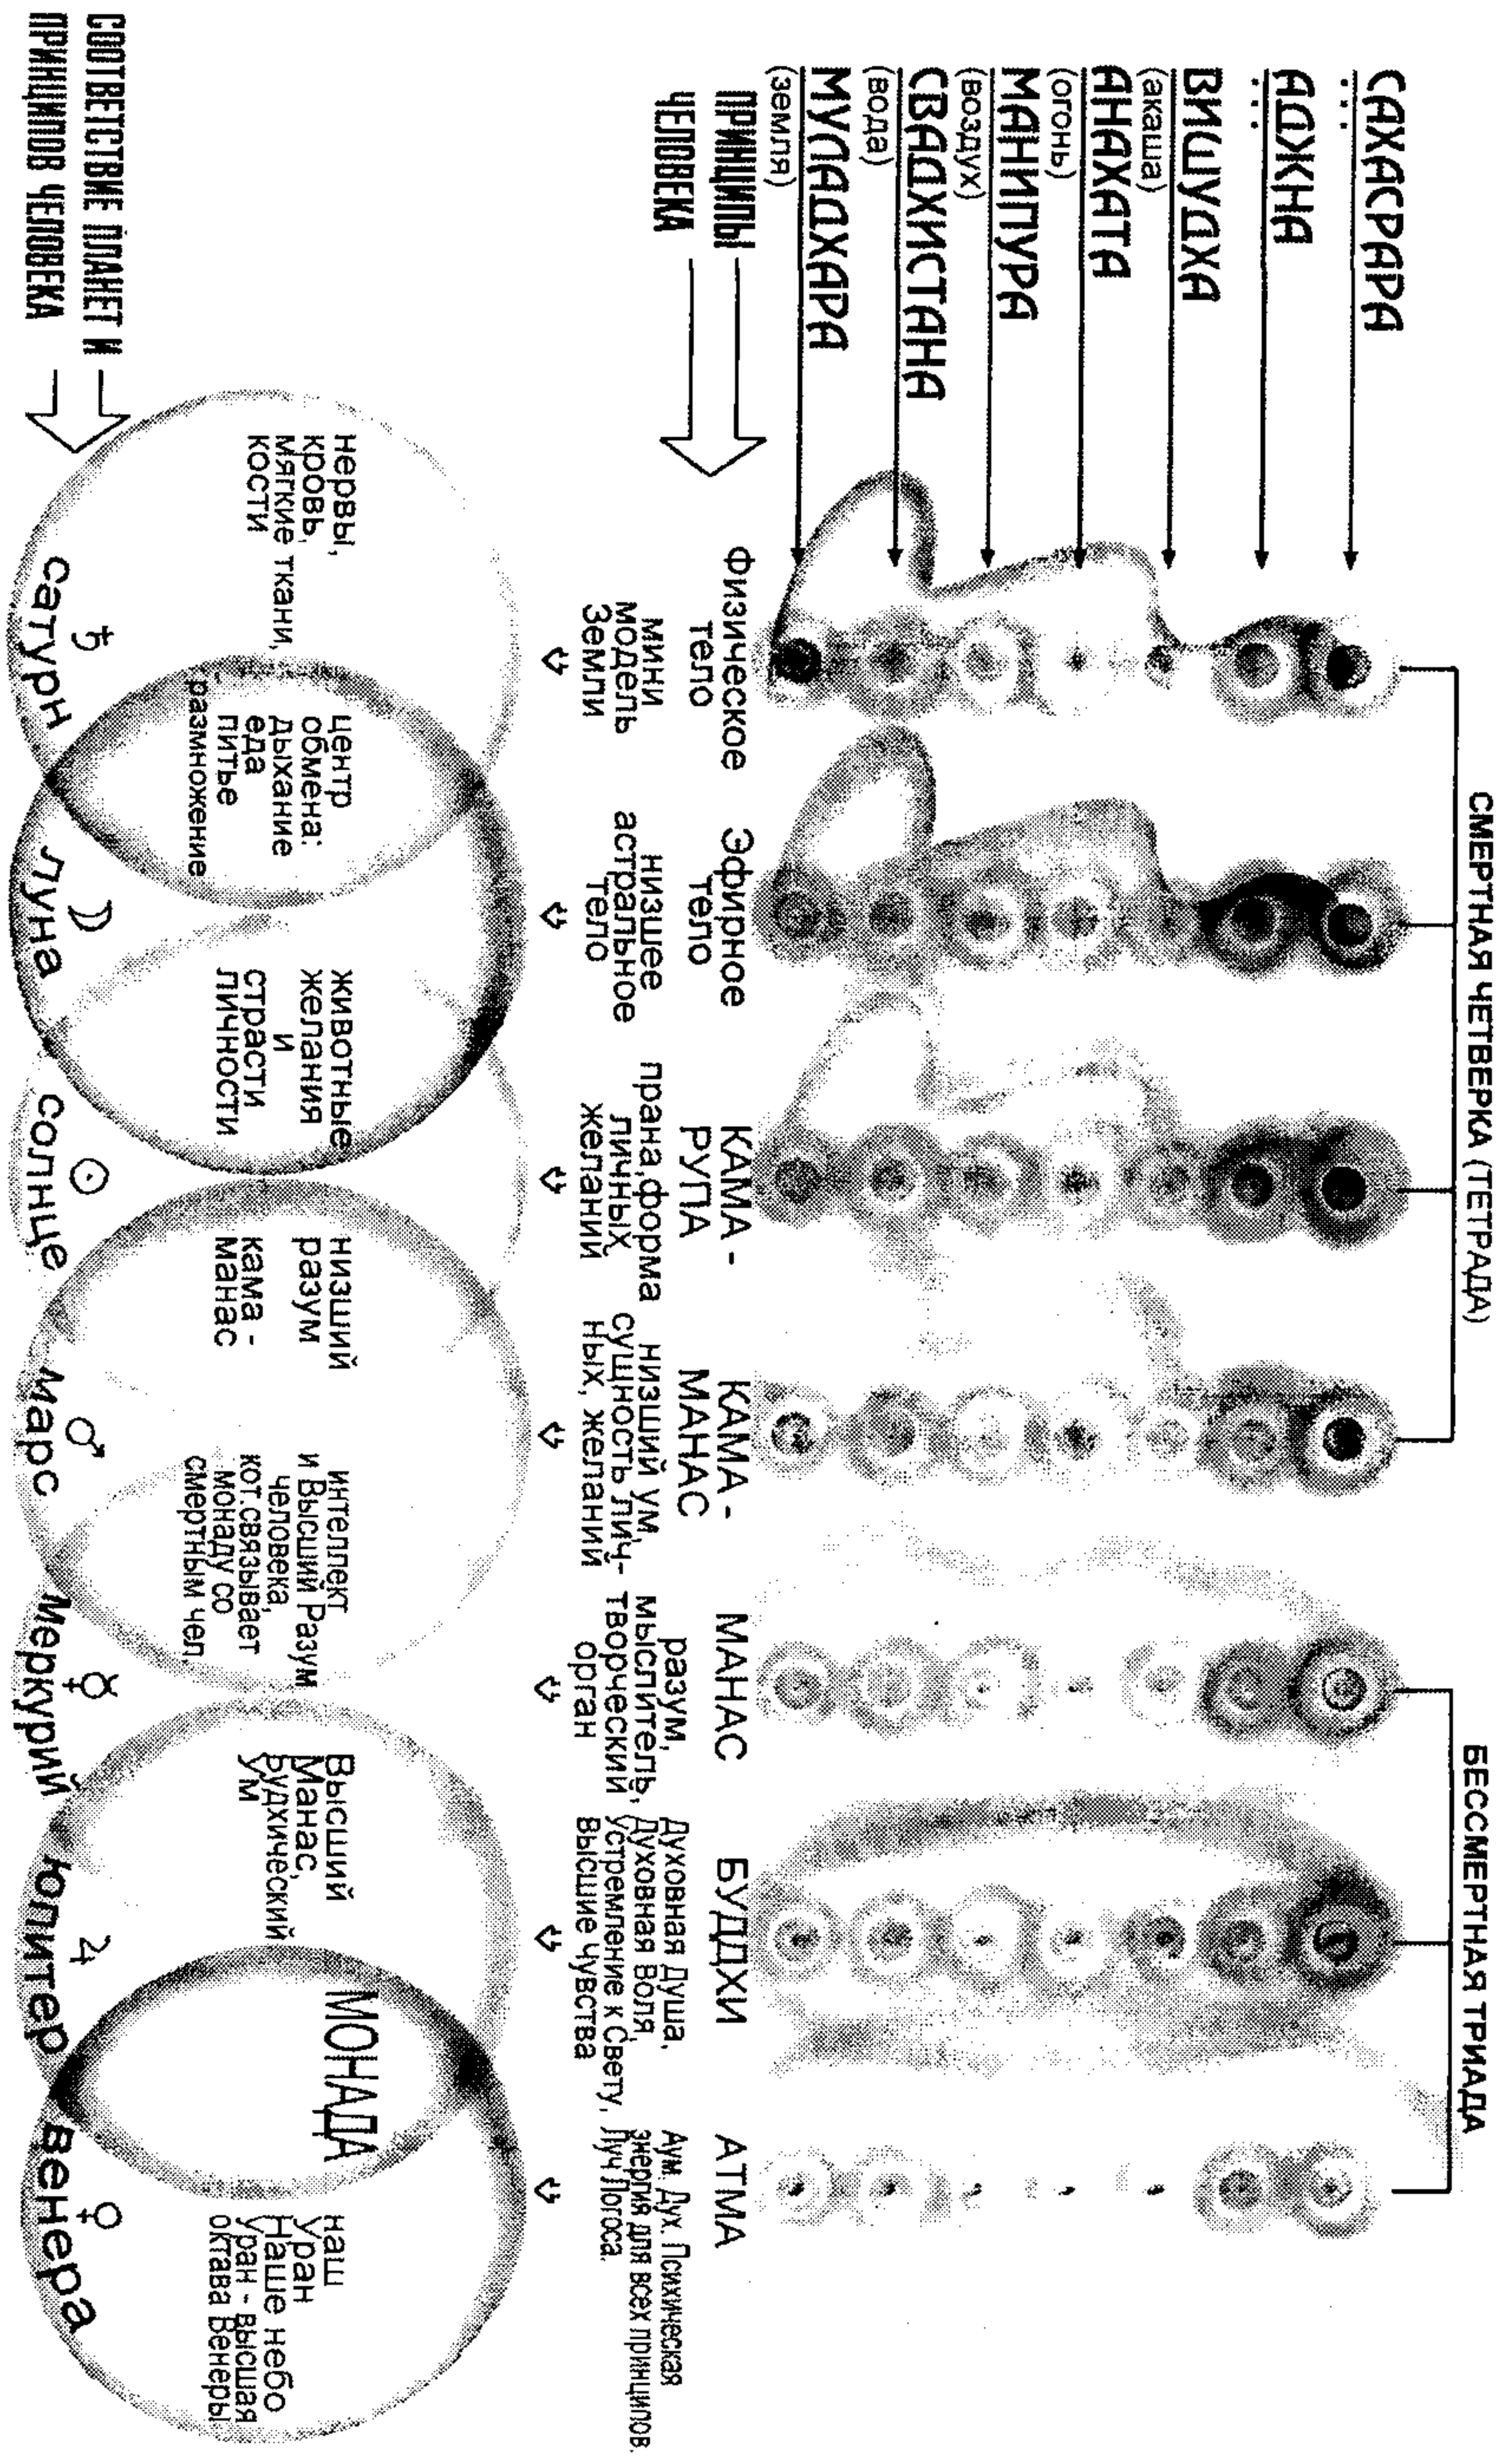 СМЕРТНАЯ ЧЕТВЕРКА (ТЕТРАДА)
БЕССМЕРТНАЯ ТРИАДА
САХАСРАРА
...
АДЖНА
...
ВИШУДХА
(акаша)
АНАХАТА
(огонь)
МАНИПУРА
(воздух)
СВАДХИСТАНА
(вода)
МУЛАДХАРА
(земля)
ПРИНЦИПЫ
ЧЕЛОВЕКА
Физическое
тело
мини
модель
Земли
Эфирное
тело
низшее
астральное
тело
КАМА -
РУПА
прана, форма
личных
желаний
КАМА -
МАНАС
низший ум,
сущность лич-
ных, желаний
МАНАС
разум,
мыслитель,
творческий
орган
БУДДХИ
Духовная Душа,
Духовная Воля,
Устремление к Свету,
высшие чувства
АТМА
Аум. Дух. Психическая
энергия для всех принципов.
Луч Логоса.
нервы,
кровь,
мягкие ткани,
кости
центр
обмена:
дыхание
еда
питье
размножение
животные
желания
и
страсти
личности
низший
разум
кама -
манас
интеллект
и Высший Разум
человека,
кот.связывает
монаду со
смертным чел.
Высший
Манас,
Будхический
Ум
МОНАДА
наш
Уран
Наше небо
Уран - высшая
октава Венеры
СООТВЕТСТВИЕ ПЛАНЕТ И
ПРИНЦИПОВ ЧЕЛОВЕКА
сатурн ♄
луна ☽
солнце ☉
марс ♂
меркурий ☿
юпитер ♃
венера ♀